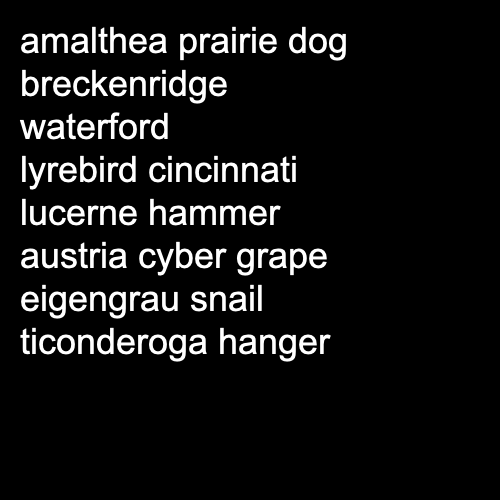 amalthea prairie dog
breckenridge
waterford
lyrebird cincinnati
lucerne hammer
austria cyber grape
eigengrau snail
ticonderoga hanger